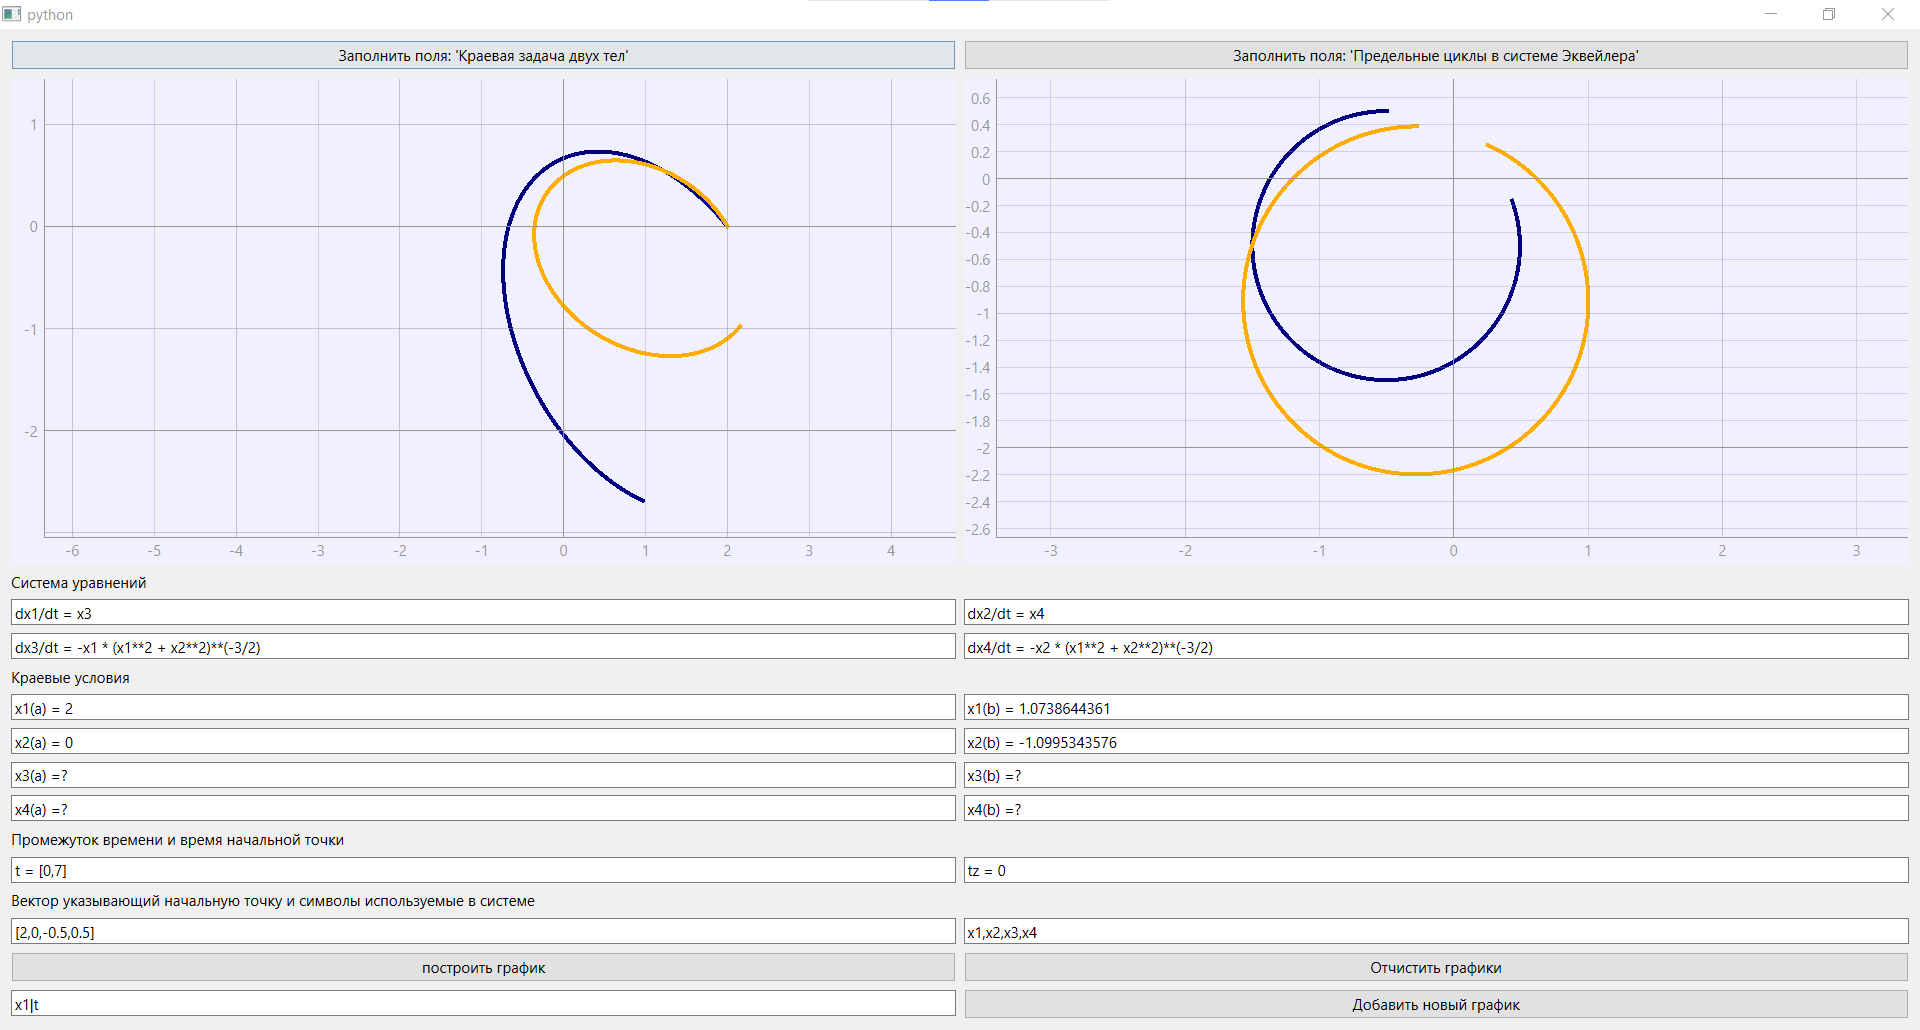 python
Заполнить поля: 'Краевая задача двух тел' Заполнить поля: 'Предельные циклы в системе Эквейлера'
1
0
-1
-2
-6 -5 -4 -3 -2 -1 0 1 2 3 4
0.6
0.4
0.2
0
-0.2
-0.4
-0.6
-0.8
-1
-1.2
-1.4
-1.6
-1.8
-2
-2.2
-2.4
-2.6
-3 -2 -1 0 1 2 3
Система уравнений
dx1/dt = x3 dx2/dt = x4
dx3/dt = -x1 * (x1**2 + x2**2)**(-3/2) dx4/dt = -x2 * (x1**2 + x2**2)**(-3/2)
Краевые условия
x1(a) = 2 x1(b) = 1.0738644361
x2(a) = 0 x2(b) = -1.0995343576
x3(a) =? x3(b) =?
x4(a) =? x4(b) =?
Промежуток времени и время начальной точки
t = [0,7] tz = 0
Вектор указывающий начальную точку и символы используемые в системе
[2,0,-0.5,0.5] x1,x2,x3,x4
построить график Отчистить графики
x1|t Добавить новый график